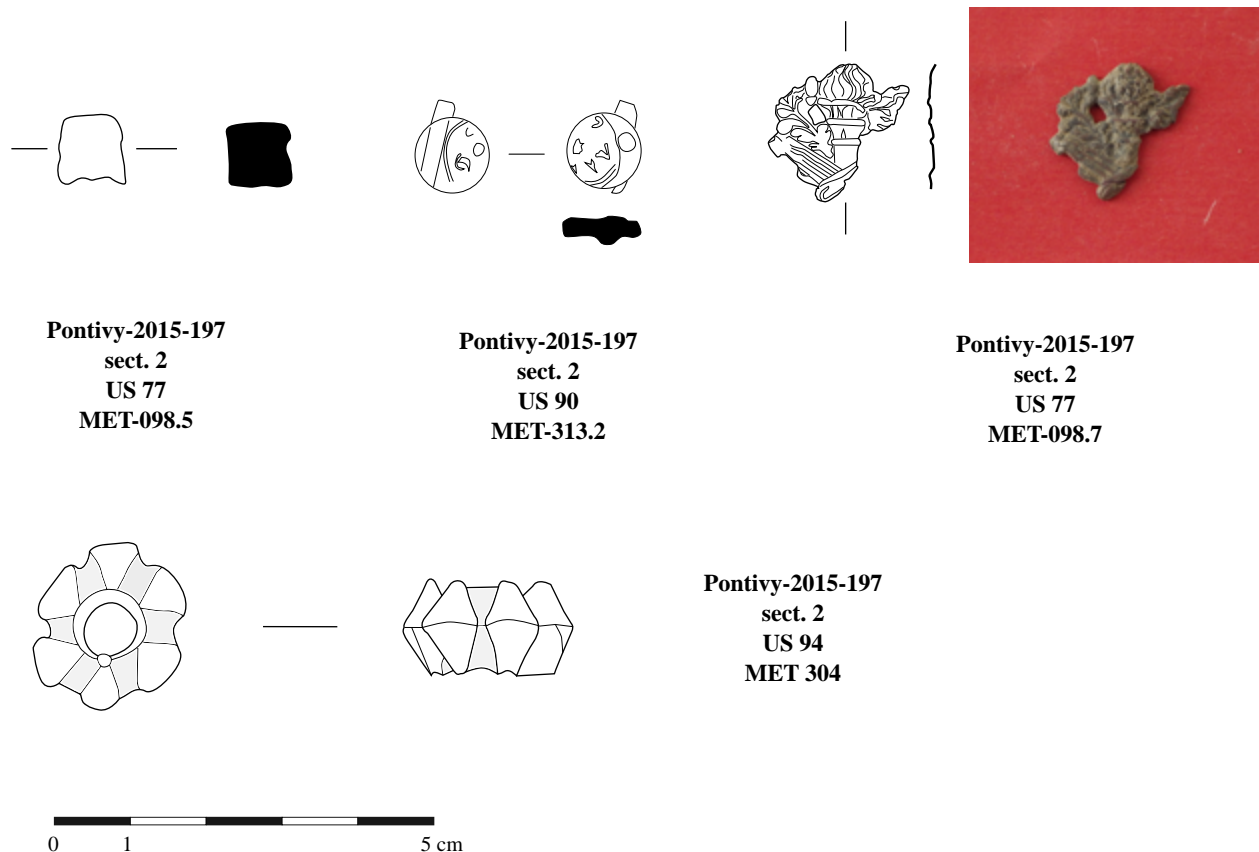 Pontivy-2015-197
sect. 2
US 77
MET-098.5
Pontivy-2015-197
sect. 2
US 90
MET-313.2
Pontivy-2015-197
sect. 2
US 77
MET-098.7
Pontivy-2015-197
sect. 2
US 94
MET 304
0 1 5 cm